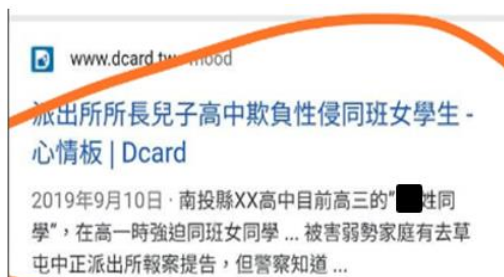 www.dcard.tw mood
派出所所長兒子高中欺負性侵同班女學生 -
心情板 | Dcard
2019年9月10日 · 南投縣XX高中目前高三的"姓同
學",在高一時強迫同班女同學 ... 被害弱勢家庭有去草
屯中正派出所報案提告,但警察知道 ...